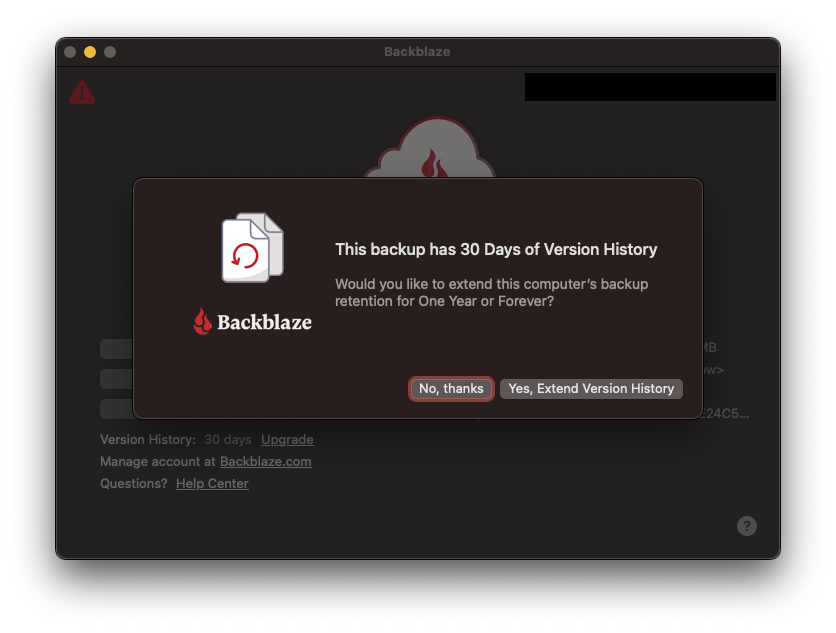 Backblaze
This backup has 30 Days of Version History
Would you like to extend this computer's backup
retention for One Year or Forever?
Backblaze
No, thanks
Yes, Extend Version History
MB
ow>
E24C5...
Version History: 30 days Upgrade
Manage account at Backblaze.com
Questions? Help Center
?